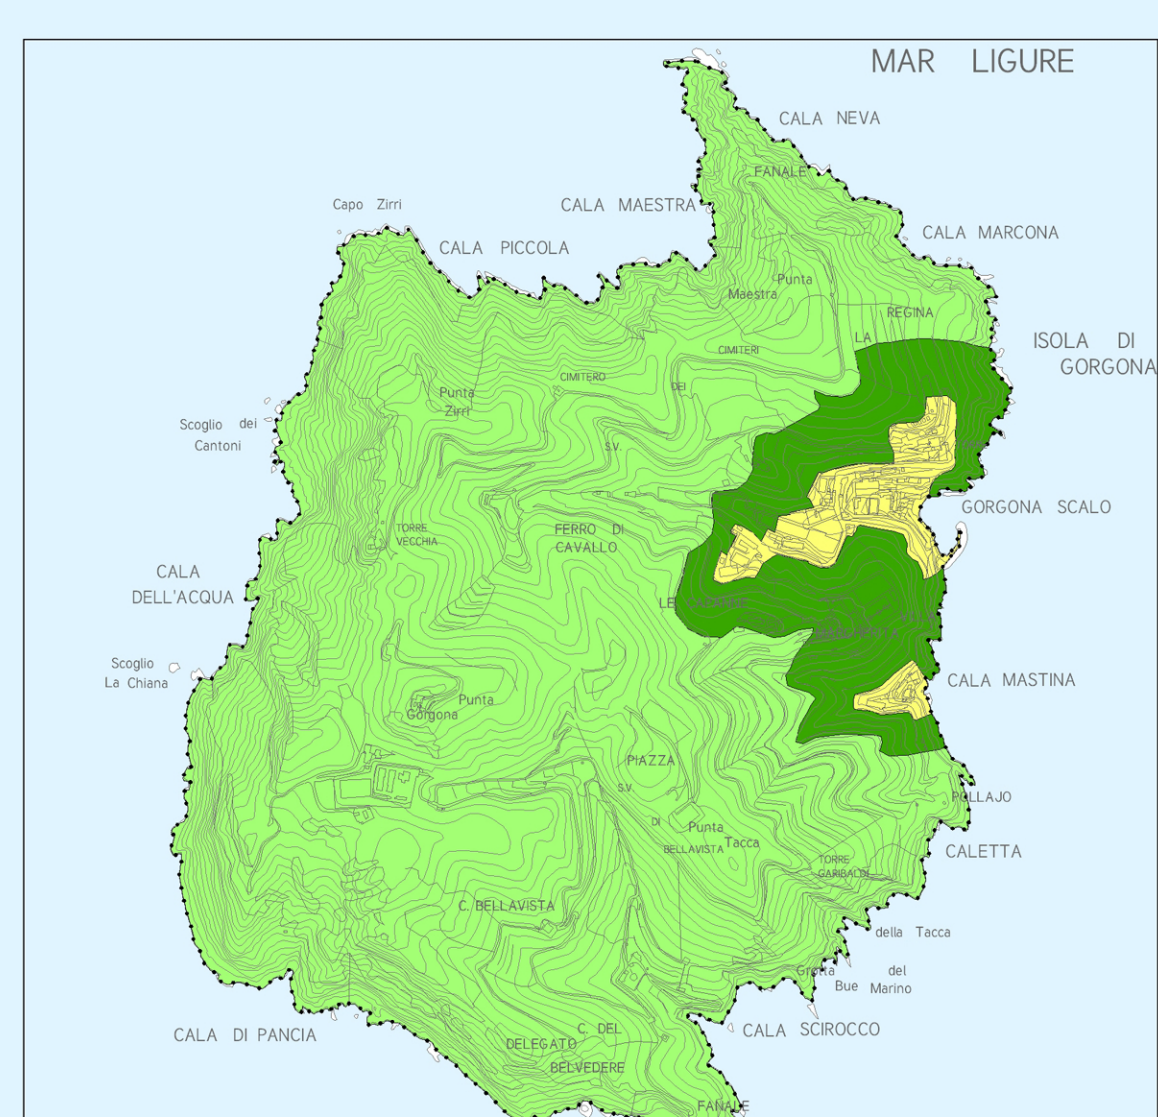 MAR LIGURE
CALA NEVA
FANALE
Capo Zirri
CALA MAESTRA
CALA MARCONA
CALA PICCOLA
Punta
Maestra
REGINA
LA
ISOLA DI
GORGONA
CIMITERI
CIMITERO
DEI
Punta
Zirri
Scoglio dei
Cantoni
S.V.
GORGONA SCALO
TORRE
VECCHIA
FERRO DI
CAVALLO
CALA
DELL'ACQUA
LE CAPANNE
VILLA
MARGHERITA
Scoglio
La Chiana
CALA MASTINA
Punta
Gorgona
PIAZZA
S.V.
POLLAJO
DI
Punta
Tacca
BELLAVISTA
CALETTA
TORRE
GARIBALDI
C. BELLAVISTA
della Tacca
Grotta del
Bue Marino
CALA DI PANCIA
CALA SCIROCCO
C. DEL
DELEGATO
BELVEDERE
FANALE